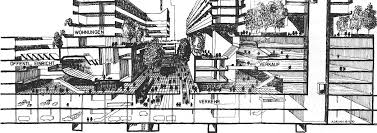 WOHNUNGEN
ÖFFENTL. EINRICHT.
VERKAUF
VERKEHR